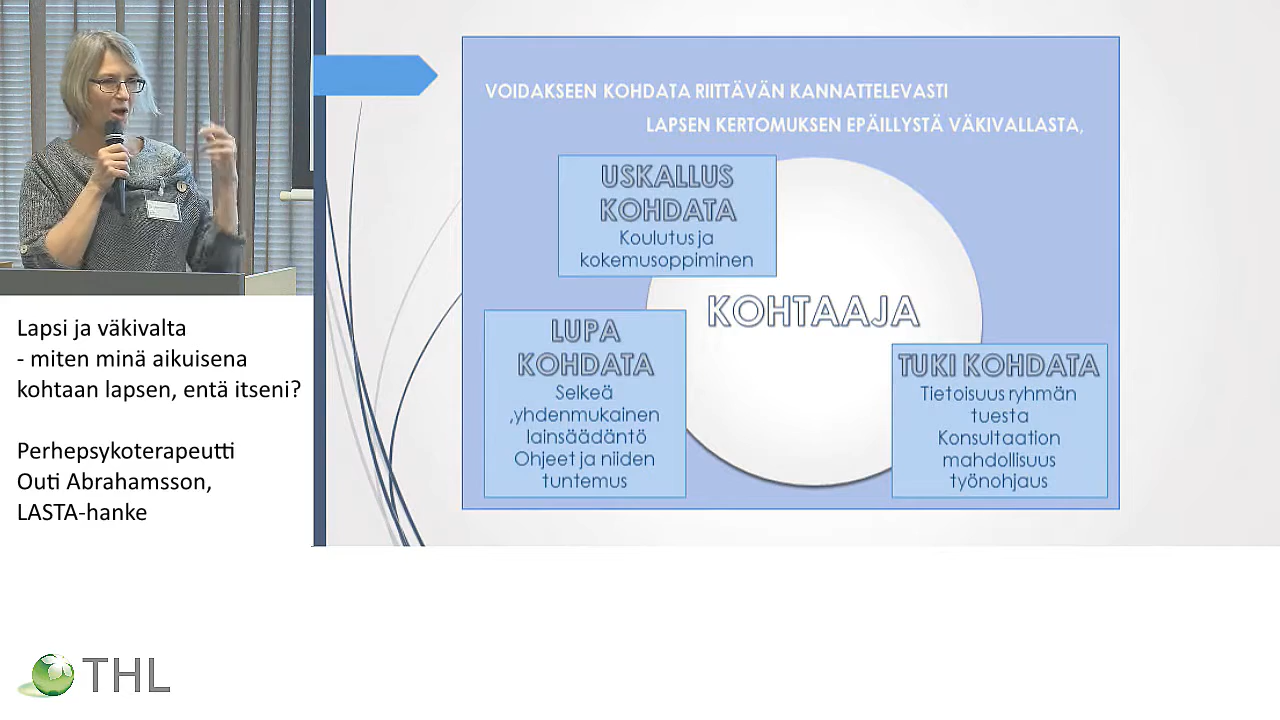 VOIDAKSEEN KOHDATA RIITTÄVÄN KANNATTELEVASTI
LAPSEN KERTOMUKSEN EPÄILLYSTÄ VÄKIVALLASTA,
USKALLUS
KOHDATA
Koulutus ja
kokemusoppiminen
KOHTAAJA
LUPA
KOHDATA
Selkeä
,yhdenmukainen
lainsäädäntö
Ohjeet ja niiden
tuntemus
TUKI KOHDATA
Tietoisuus ryhmän
tuesta
Konsultaation
mahdollisuus
työnohjaus
Lapsi ja väkivalta
- miten minä aikuisena
kohtaan lapsen, entä itseni?
Perhepsykoterapeutti
Outi Abrahamsson,
LASTA-hanke
THL